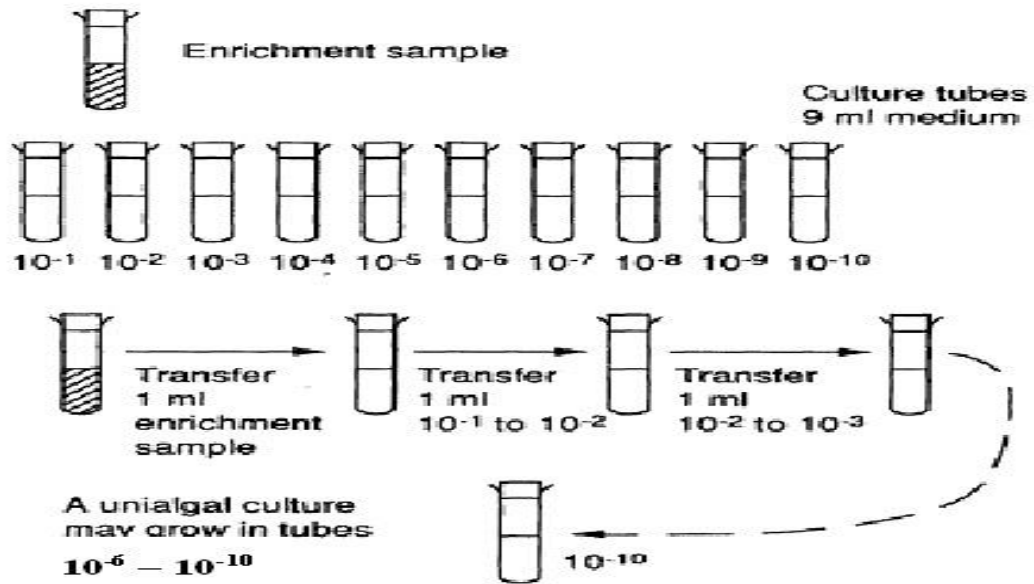 Enrichment sample
Culture tubes
9 ml medium
10⁻¹ 10⁻² 10⁻³ 10⁻⁴ 10⁻⁵ 10⁻⁶ 10⁻⁷ 10⁻⁸ 10⁻⁹ 10⁻¹⁰
Transfer
1 ml
enrichment
sample
Transfer
1 ml
10⁻¹ to 10⁻²
Transfer
1 ml
10⁻² to 10⁻³
A unialgal culture
may grow in tubes
10⁻⁶ – 10⁻¹⁰
10⁻¹⁰